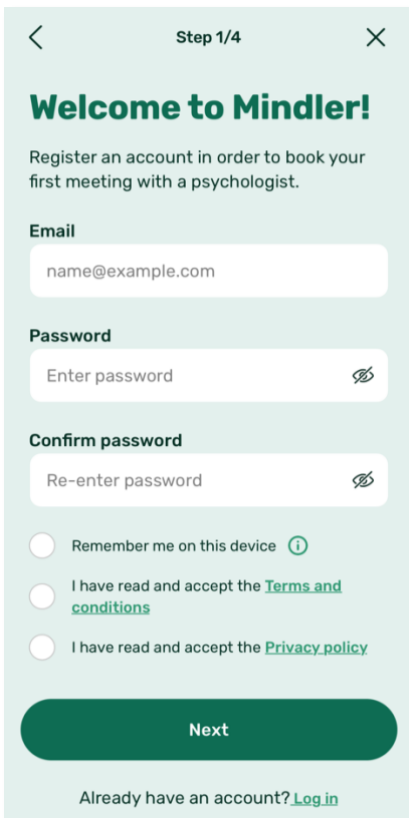 Step 1/4
Welcome to Mindler!
Register an account in order to book your
first meeting with a psychologist.
Email
name@example.com
Password
Enter password
Confirm password
Re-enter password
Remember me on this device
I have read and accept the Terms and
conditions
I have read and accept the Privacy policy
Next
Already have an account? Log in